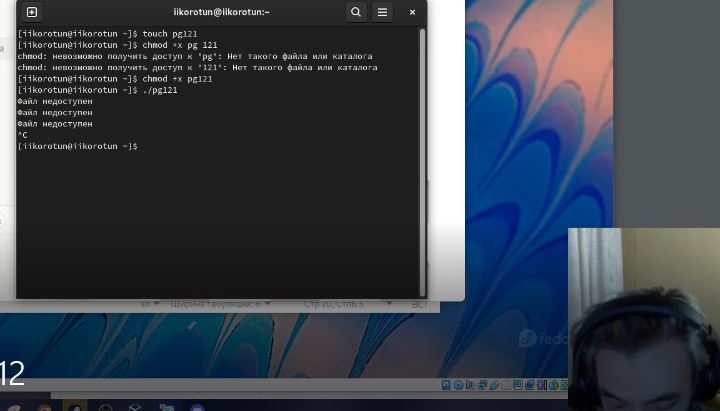 iikorotun@iikorotun:~
[iikorotun@iikorotun ~]$ touch pg121
[iikorotun@iikorotun ~]$ chmod +x pg 121
chmod: невозможно получить доступ к 'pg': Нет такого файла или каталога
chmod: невозможно получить доступ к '121': Нет такого файла или каталога
[iikorotun@iikorotun ~]$ chmod +x pg121
[iikorotun@iikorotun ~]$ ./pg121
Файл недоступен
Файл недоступен
Файл недоступен
^C
[iikorotun@iikorotun ~]$
sh Ширина табуляции: 8 Стр 20, Стлб 3 ВСТ
fedo
12